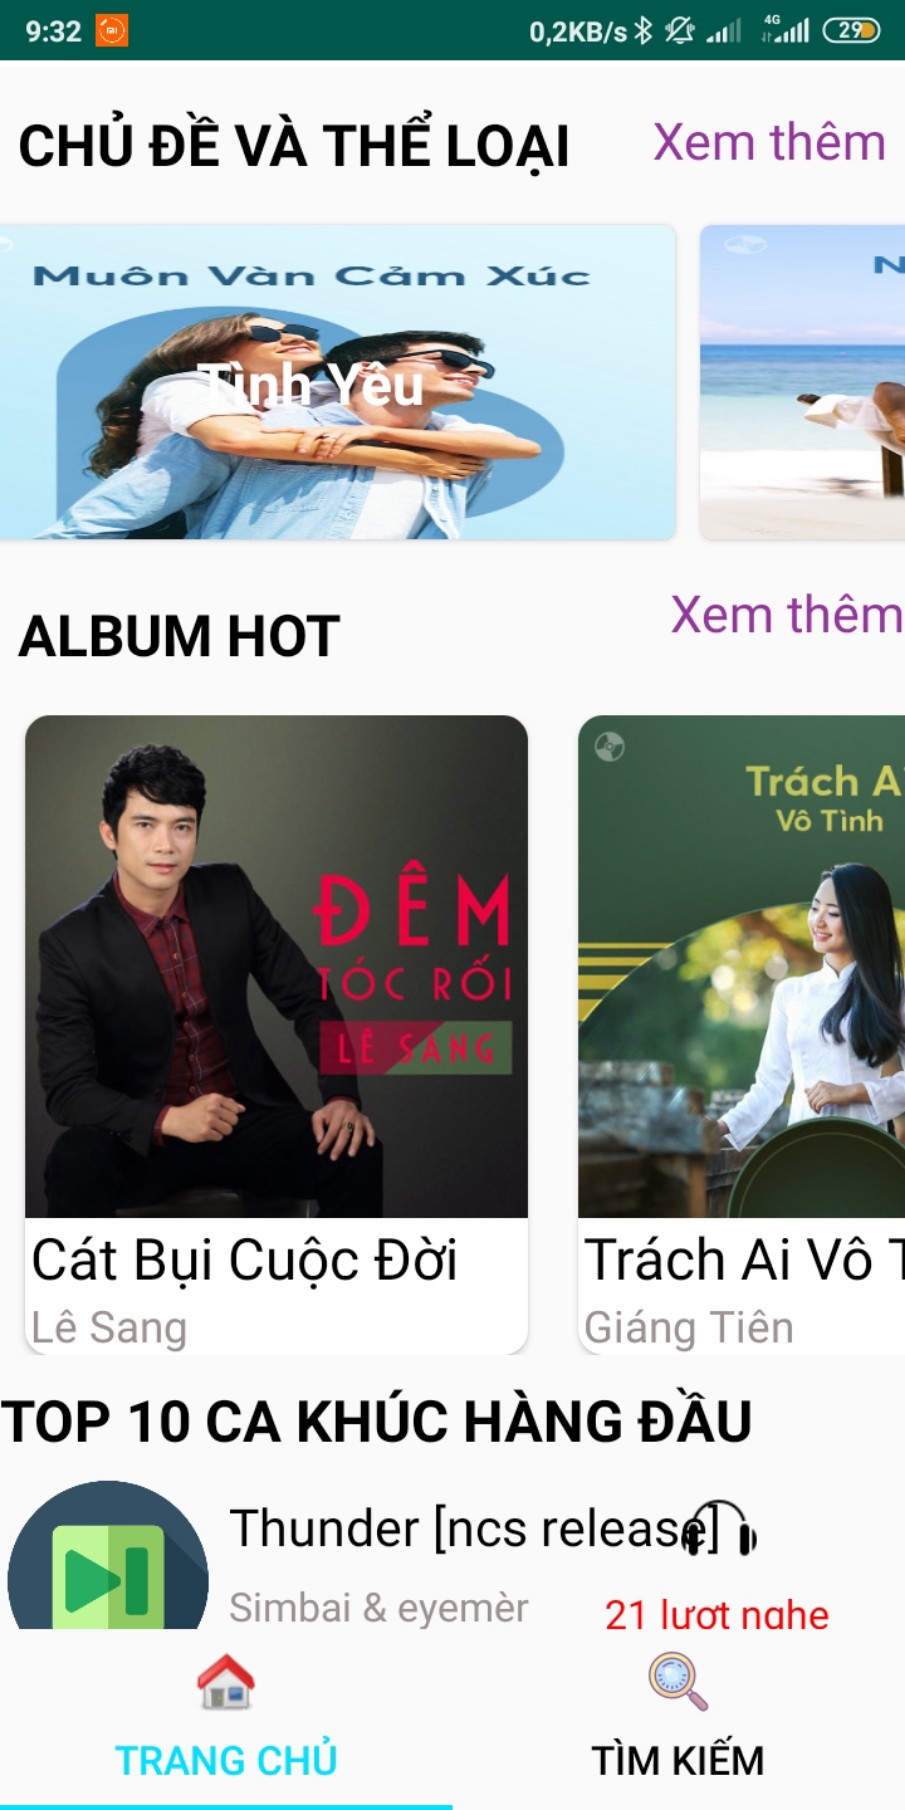 9:32
0,2KB/s
4G
29
CHỦ ĐỀ VÀ THỂ LOẠI
Xem thêm
Muôn Vàn Cảm Xúc
Tình Yêu
N
ALBUM HOT
Xem thêm
ĐÊM
TÓC RỐI
LÊ SANG
Trách A
Vô Tình
Cát Bụi Cuộc Đời
Lê Sang
Trách Ai Vô T
Giáng Tiên
TOP 10 CA KHÚC HÀNG ĐẦU
Thunder [ncs release]
Simbai & eyemèr
21 lượt nghe
TRANG CHỦ
TÌM KIẾM